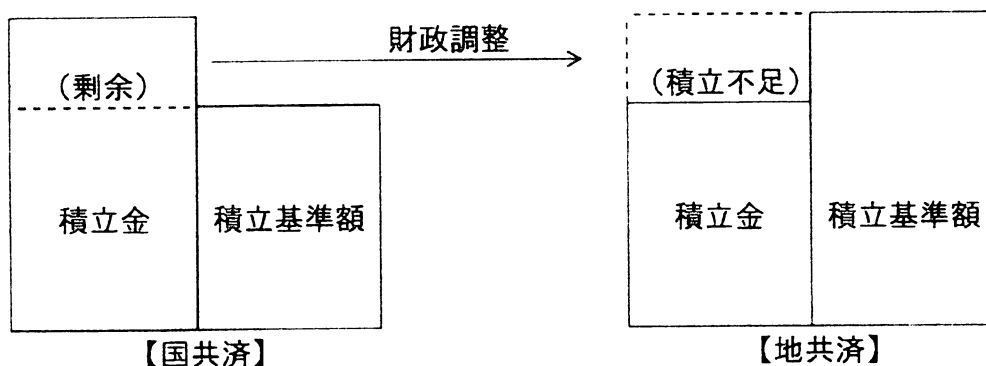 財政調整
（剰余）
積立金
積立基準額
【国共済】
（積立不足）
積立金
積立基準額
【地共済】